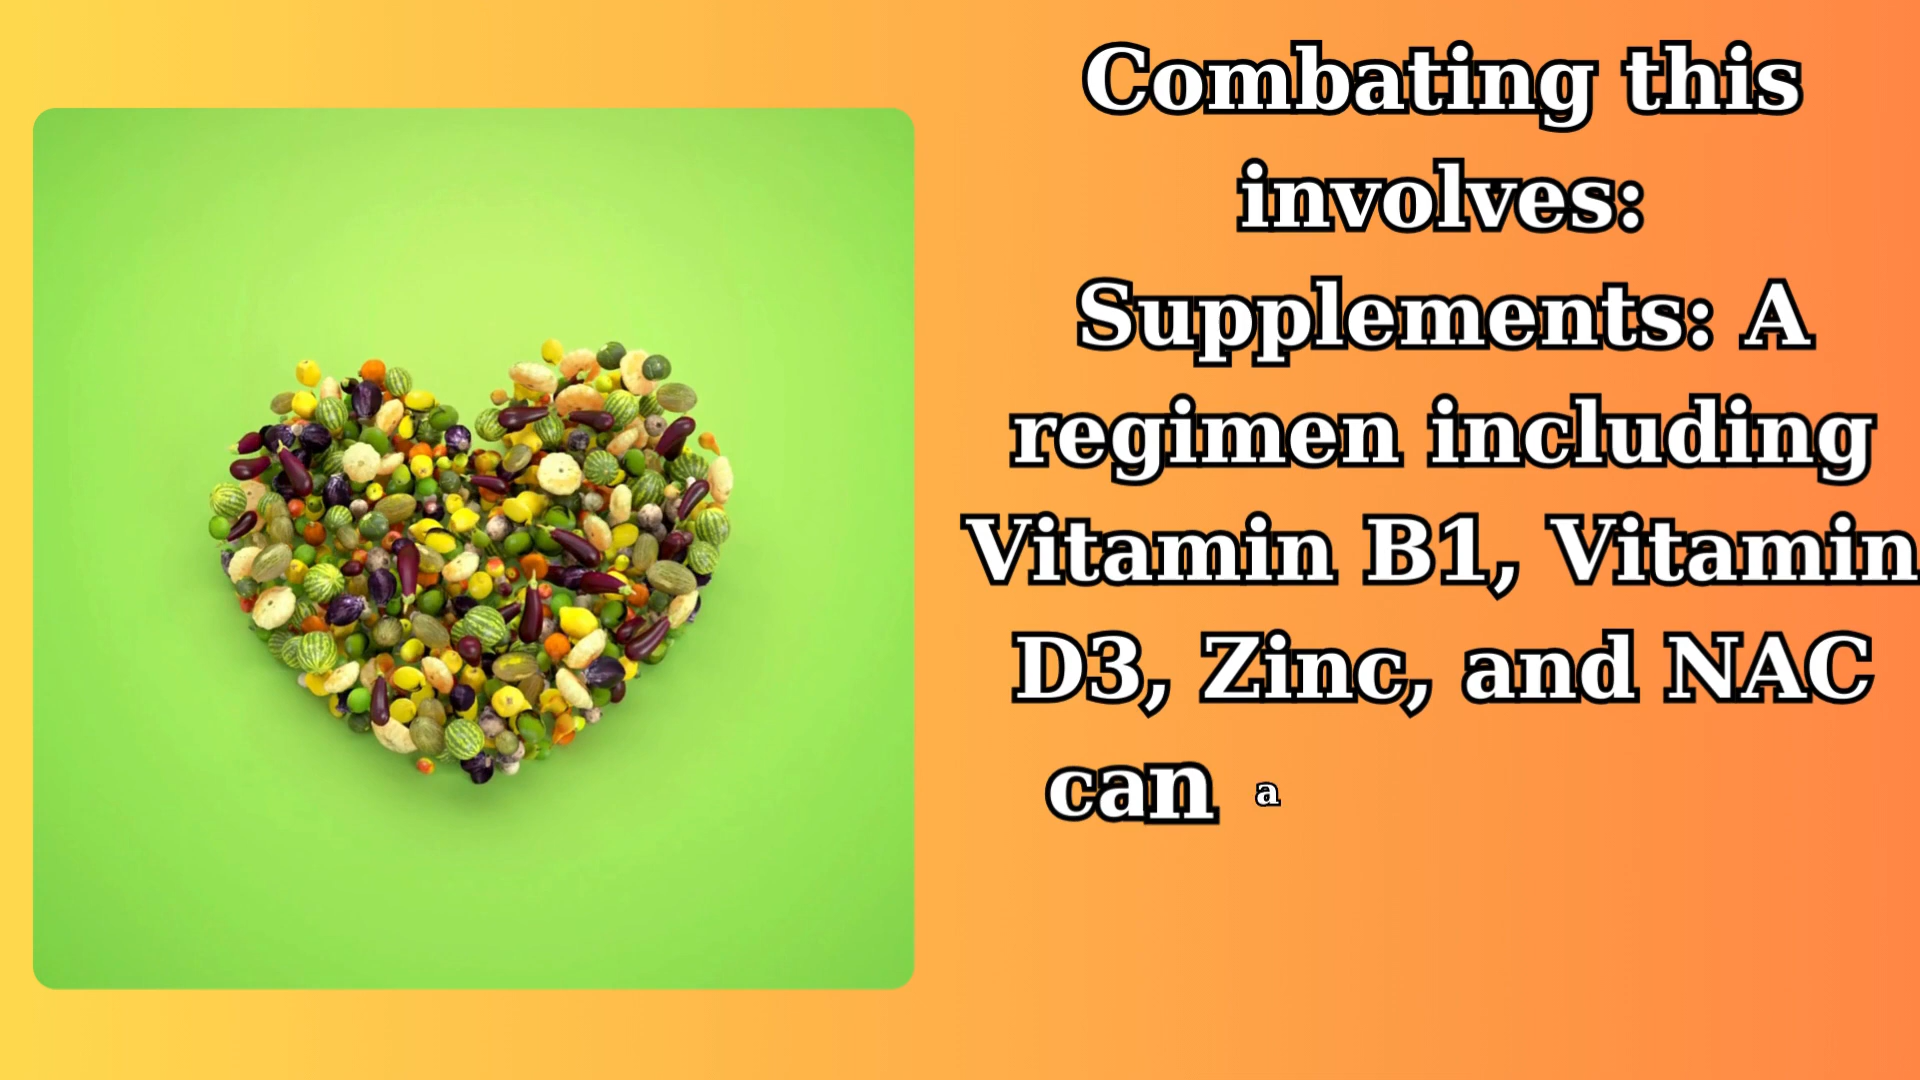 Combating this
involves:
Supplements: A
regimen including
Vitamin B1, Vitamin
D3, Zinc, and NAC
can a